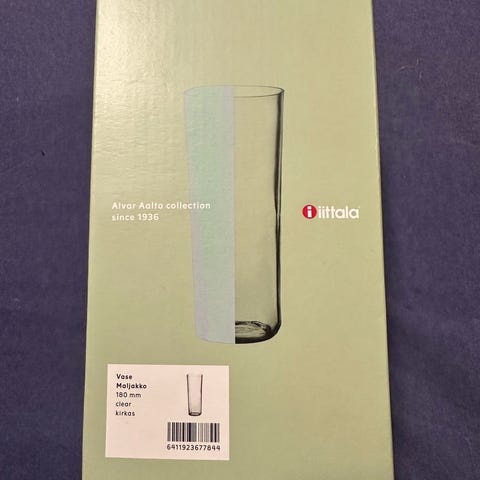 Alvar Aalto collection
since 1936
i iittala
Vase
Maljakko
180 mm
clear
kirkas
6411923677844